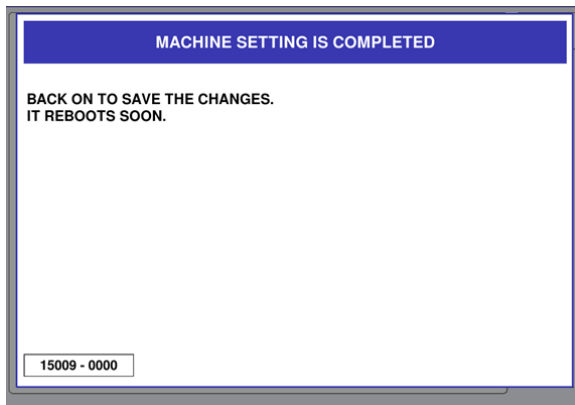 MACHINE SETTING IS COMPLETED
BACK ON TO SAVE THE CHANGES.
IT REBOOTS SOON.
15009 - 0000